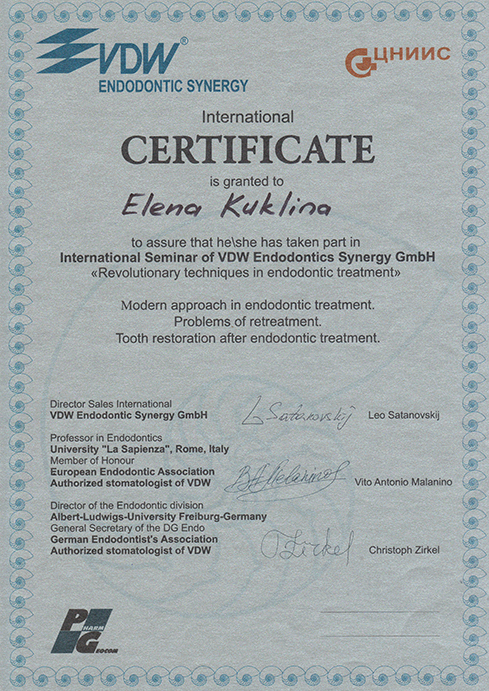 VDW®
ENDODONTIC SYNERGY
ЦНИИС
International
CERTIFICATE
is granted to
Elena Kuklina
to assure that he\she has taken part in
International Seminar of VDW Endodontics Synergy GmbH
«Revolutionary techniques in endodontic treatment»
Modern approach in endodontic treatment.
Problems of retreatment.
Tooth restoration after endodontic treatment.
Director Sales International
VDW Endodontic Synergy GmbH
L Satanovskij
Leo Satanovskij
Professor in Endodontics
University "La Sapienza", Rome, Italy
Member of Honour
European Endodontic Association
Authorized stomatologist of VDW
Vito Antonio Malanino
Director of the Endodontic division
Albert-Ludwigs-University Freiburg-Germany
General Secretary of the DG Endo
German Endodontist's Association
Authorized stomatologist of VDW
Zirkel
Christoph Zirkel
Pharm
Geocom